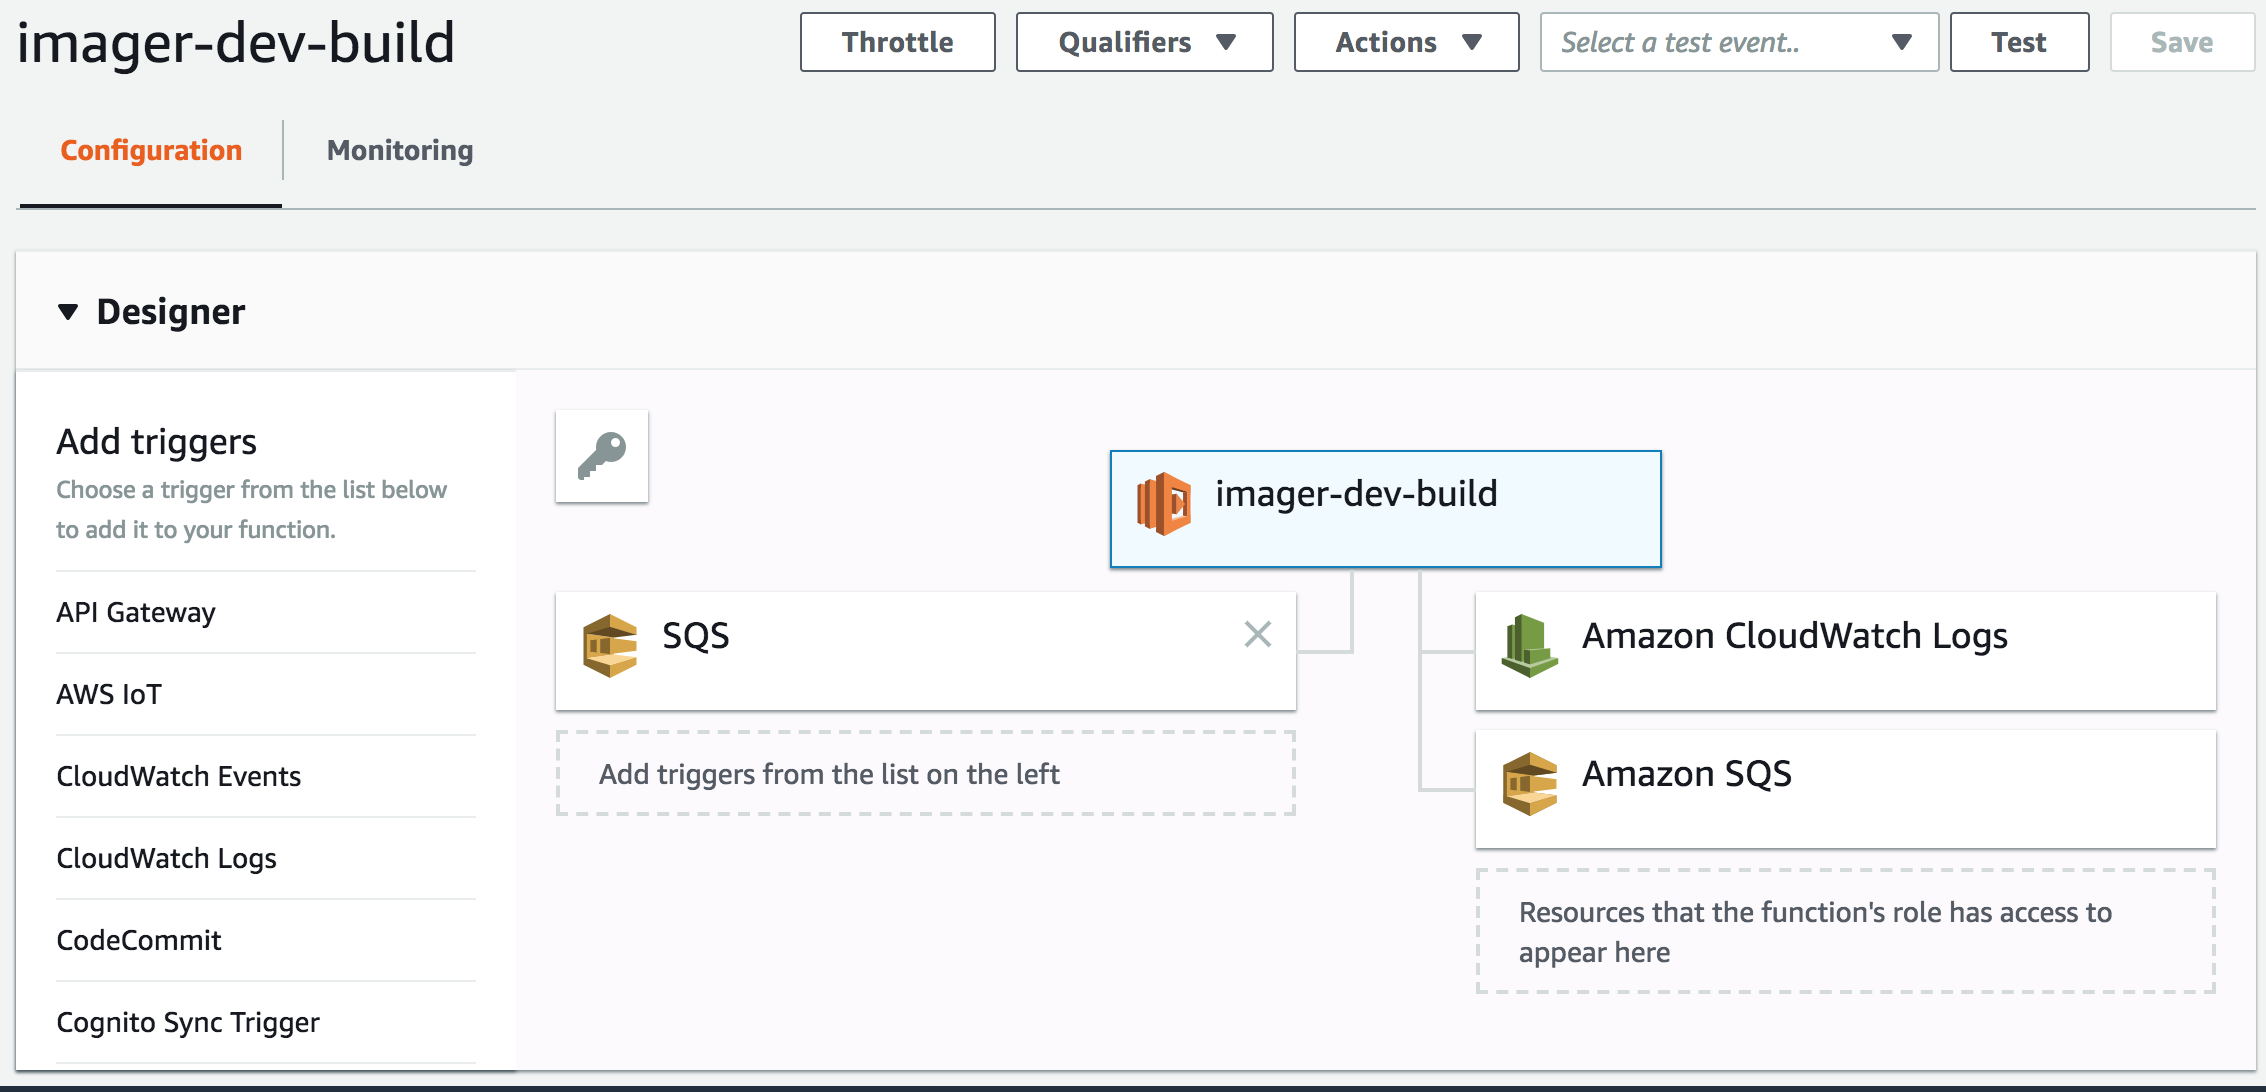 imager-dev-build
Throttle
Qualifiers
Actions
Select a test event..
Test
Save
Configuration
Monitoring
Designer
Add triggers
Choose a trigger from the list below
to add it to your function.
API Gateway
AWS IoT
CloudWatch Events
CloudWatch Logs
CodeCommit
Cognito Sync Trigger
imager-dev-build
SQS
Add triggers from the list on the left
Amazon CloudWatch Logs
Amazon SQS
Resources that the function's role has access to
appear here